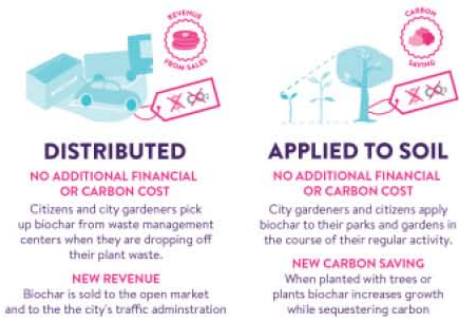 REVENUE
FROM SALES
DISTRIBUTED
NO ADDITIONAL FINANCIAL
OR CARBON COST
Citizens and city gardeners pick
up biochar from waste management
centers when they are dropping off
their plant waste.
NEW REVENUE
Biochar is sold to the open market
and to the the city's traffic adminstration
CARBON
SAVING
APPLIED TO SOIL
NO ADDITIONAL FINANCIAL
OR CARBON COST
City gardeners and citizens apply
biochar to their parks and gardens in
the course of their regular activity.
NEW CARBON SAVING
When planted with trees or
plants biochar increases growth
while sequestering carbon